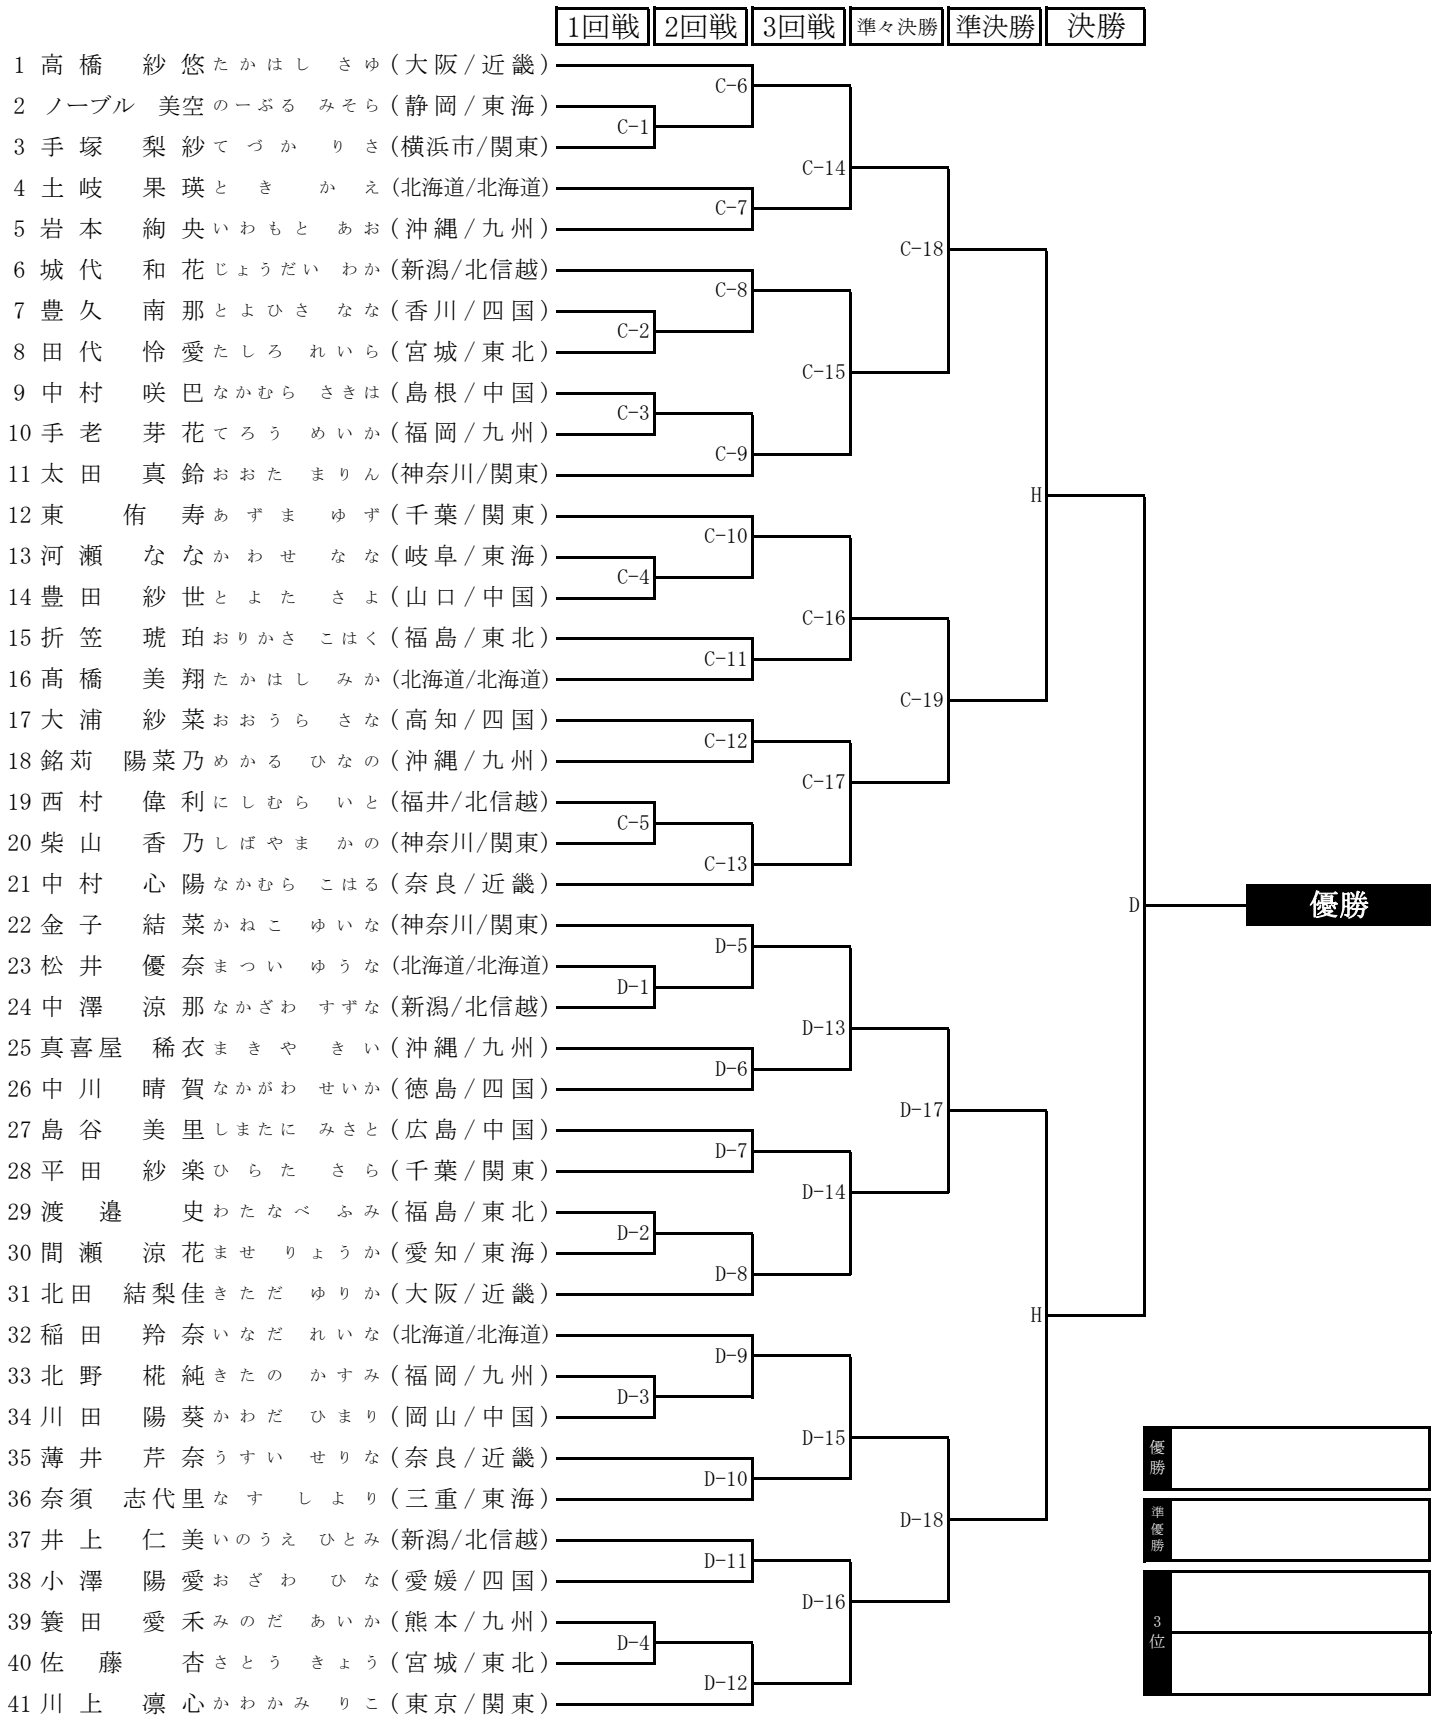 1回戦 2回戦 3回戦 準々決勝 準決勝 決勝
1 高橋 紗悠 たかはし さゆ (大阪/近畿)
C-6
2 ノーブル 美空 のーぶる みそら (静岡/東海)
C-1
3 手塚 梨紗 てづか りさ (横浜市/関東)
C-14
4 土岐 果瑛 とき かえ (北海道/北海道)
C-7
5 岩本 絢央 いわもと あお (沖縄/九州)
C-18
6 城代 和花 じょうだい わか (新潟/北信越)
C-8
7 豊久 南那 とよひさ なな (香川/四国)
C-2
8 田代 怜愛 たしろ れいら (宮城/東北)
C-15
9 中村 咲巴 なかむら さきは (島根/中国)
C-3
10 手老 芽花 てろう めいか (福岡/九州)
C-9
11 太田 真鈴 おおた まりん (神奈川/関東)
H
12 東 侑寿 あずま ゆず (千葉/関東)
C-10
13 河瀬 なな かわせ なな (岐阜/東海)
C-4
14 豊田 紗世 とよた さよ (山口/中国)
C-16
15 折笠 琥珀 おりかさ こはく (福島/東北)
C-11
16 髙橋 美翔 たかはし みか (北海道/北海道)
C-19
17 大浦 紗菜 おおうら さな (高知/四国)
C-12
18 銘苅 陽菜乃 めかる ひなの (沖縄/九州)
C-17
19 西村 偉利 にしむら いと (福井/北信越)
C-5
20 柴山 香乃 しばやま かの (神奈川/関東)
C-13
21 中村 心陽 なかむら こはる (奈良/近畿)
D 優勝
22 金子 結菜 かねこ ゆいな (神奈川/関東)
D-5
23 松井 優奈 まつい ゆうな (北海道/北海道)
D-1
24 中澤 涼那 なかざわ すずな (新潟/北信越)
D-13
25 真喜屋 稀衣 まきや きい (沖縄/九州)
D-6
26 中川 晴賀 なかがわ せいか (徳島/四国)
D-17
27 島谷 美里 しまたに みさと (広島/中国)
D-7
28 平田 紗楽 ひらた さら (千葉/関東)
D-14
29 渡邉 史 わたなべ ふみ (福島/東北)
D-2
30 間瀬 涼花 ませ りょうか (愛知/東海)
D-8
31 北田 結梨佳 きただ ゆりか (大阪/近畿)
H
32 稲田 羚奈 いなだ れいな (北海道/北海道)
D-9
33 北野 椛純 きたの かすみ (福岡/九州)
D-3
34 川田 陽葵 かわだ ひまり (岡山/中国)
D-15
35 薄井 芹奈 うすい せりな (奈良/近畿)
D-10
36 奈須 志代里 なす しより (三重/東海)
D-18
37 井上 仁美 いのうえ ひとみ (新潟/北信越)
D-11
38 小澤 陽愛 おざわ ひな (愛媛/四国)
D-16
39 簑田 愛禾 みのだ あいか (熊本/九州)
D-4
40 佐藤 杏 さとう きょう (宮城/東北)
D-12
41 川上 凛心 かわかみ りこ (東京/関東)
優勝
準優勝
3位